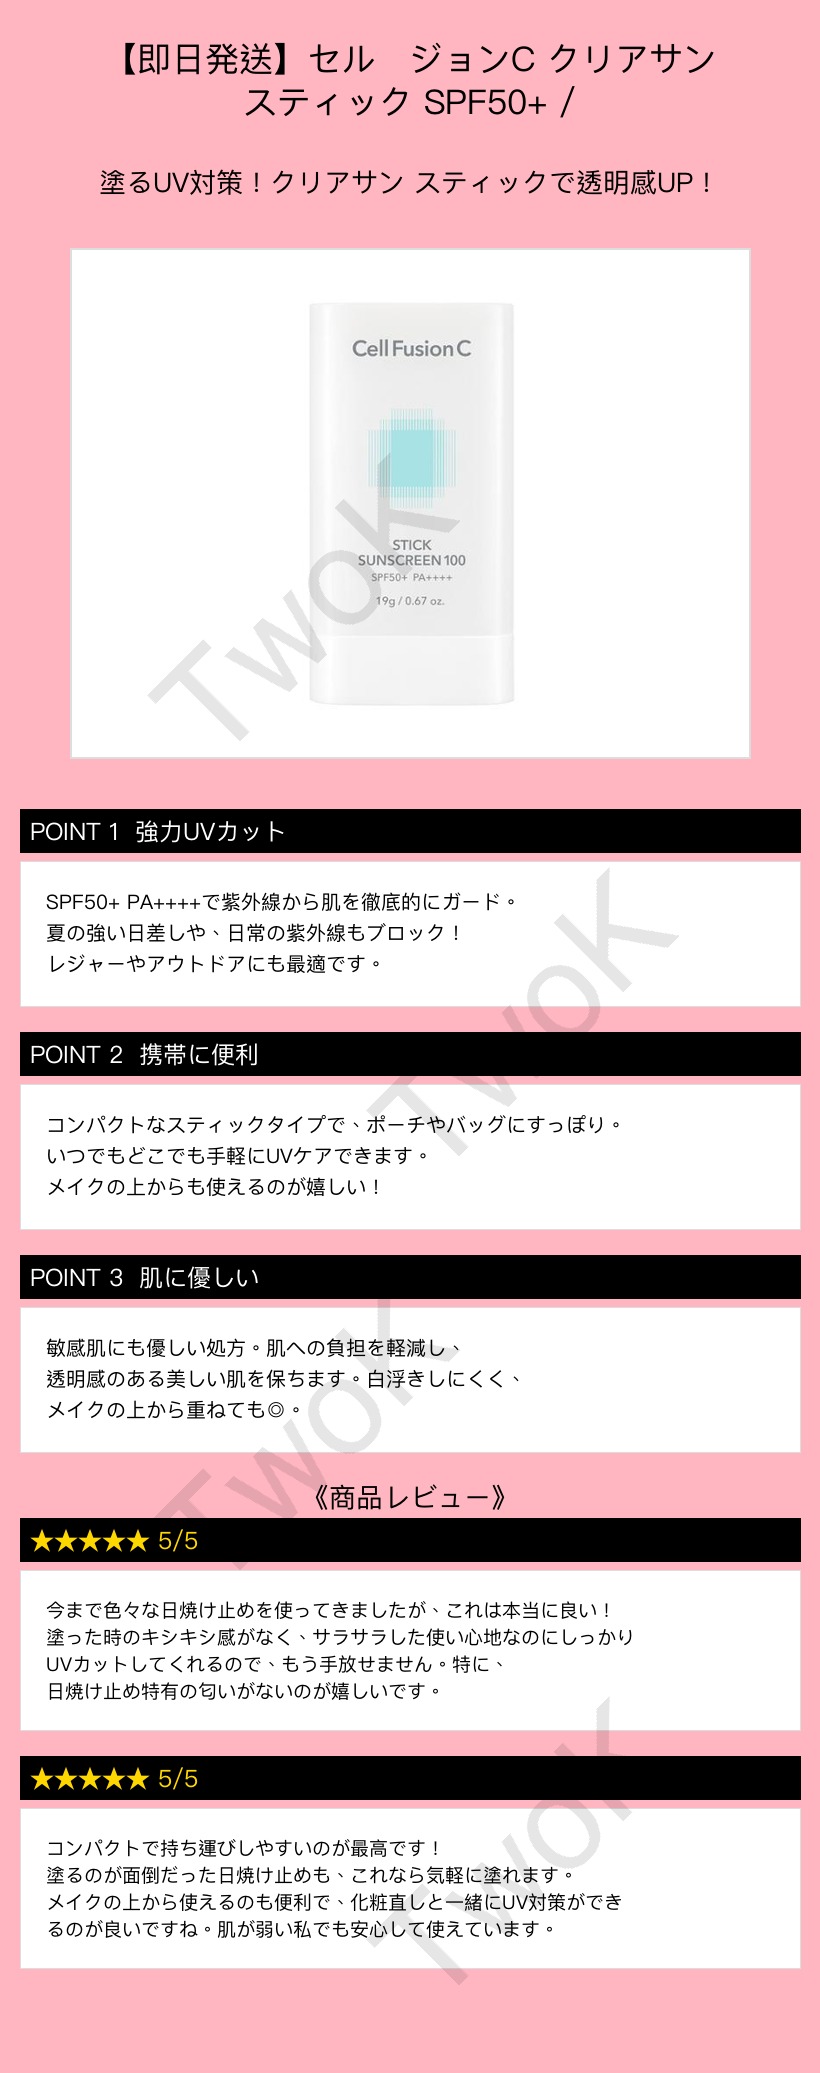 【即日発送】セル　ジョンC クリアサン
スティック SPF50+ /
塗るUV対策！クリアサン スティックで透明感UP！
Cell Fusion C
STICK
SUNSCREEN 100
SPF50+ PA++++
19g / 0.67 oz.
TwoK
POINT 1 強力UVカット
SPF50+ PA++++で紫外線から肌を徹底的にガード。
夏の強い日差しや、日常の紫外線もブロック！
レジャーやアウトドアにも最適です。
TwoK
POINT 2 携帯に便利
コンパクトなスティックタイプで、ポーチやバッグにすっぽり。
いつでもどこでも手軽にUVケアできます。
メイクの上からも使えるのが嬉しい！
POINT 3 肌に優しい
敏感肌にも優しい処方。肌への負担を軽減し、
透明感のある美しい肌を保ちます。白浮きしにくく、
メイクの上から重ねても◎。
TwoK
《商品レビュー》
★★★★★ 5/5
今まで色々な日焼け止めを使ってきましたが、これは本当に良い！
塗った時のキシキシ感がなく、サラサラした使い心地なのにしっかり
UVカットしてくれるので、もう手放せません。特に、
日焼け止め特有の匂いがないのが嬉しいです。
★★★★★ 5/5
コンパクトで持ち運びしやすいのが最高です！
塗るのが面倒だった日焼け止めも、これなら気軽に塗れます。
メイクの上から使えるのも便利で、化粧直しと一緒にUV対策ができ
るのが良いですね。肌が弱い私でも安心して使えています。
TwoK